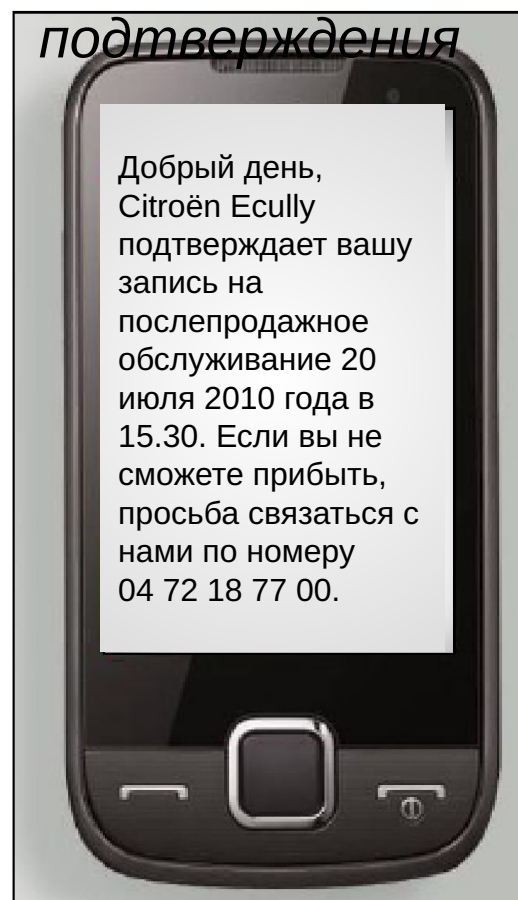 подтверждения
Добрый день,
Citroën Ecully
подтверждает вашу
запись на
послепродажное
обслуживание 20
июля 2010 года в
15.30. Если вы не
сможете прибыть,
просьба связаться с
нами по номеру
04 72 18 77 00.